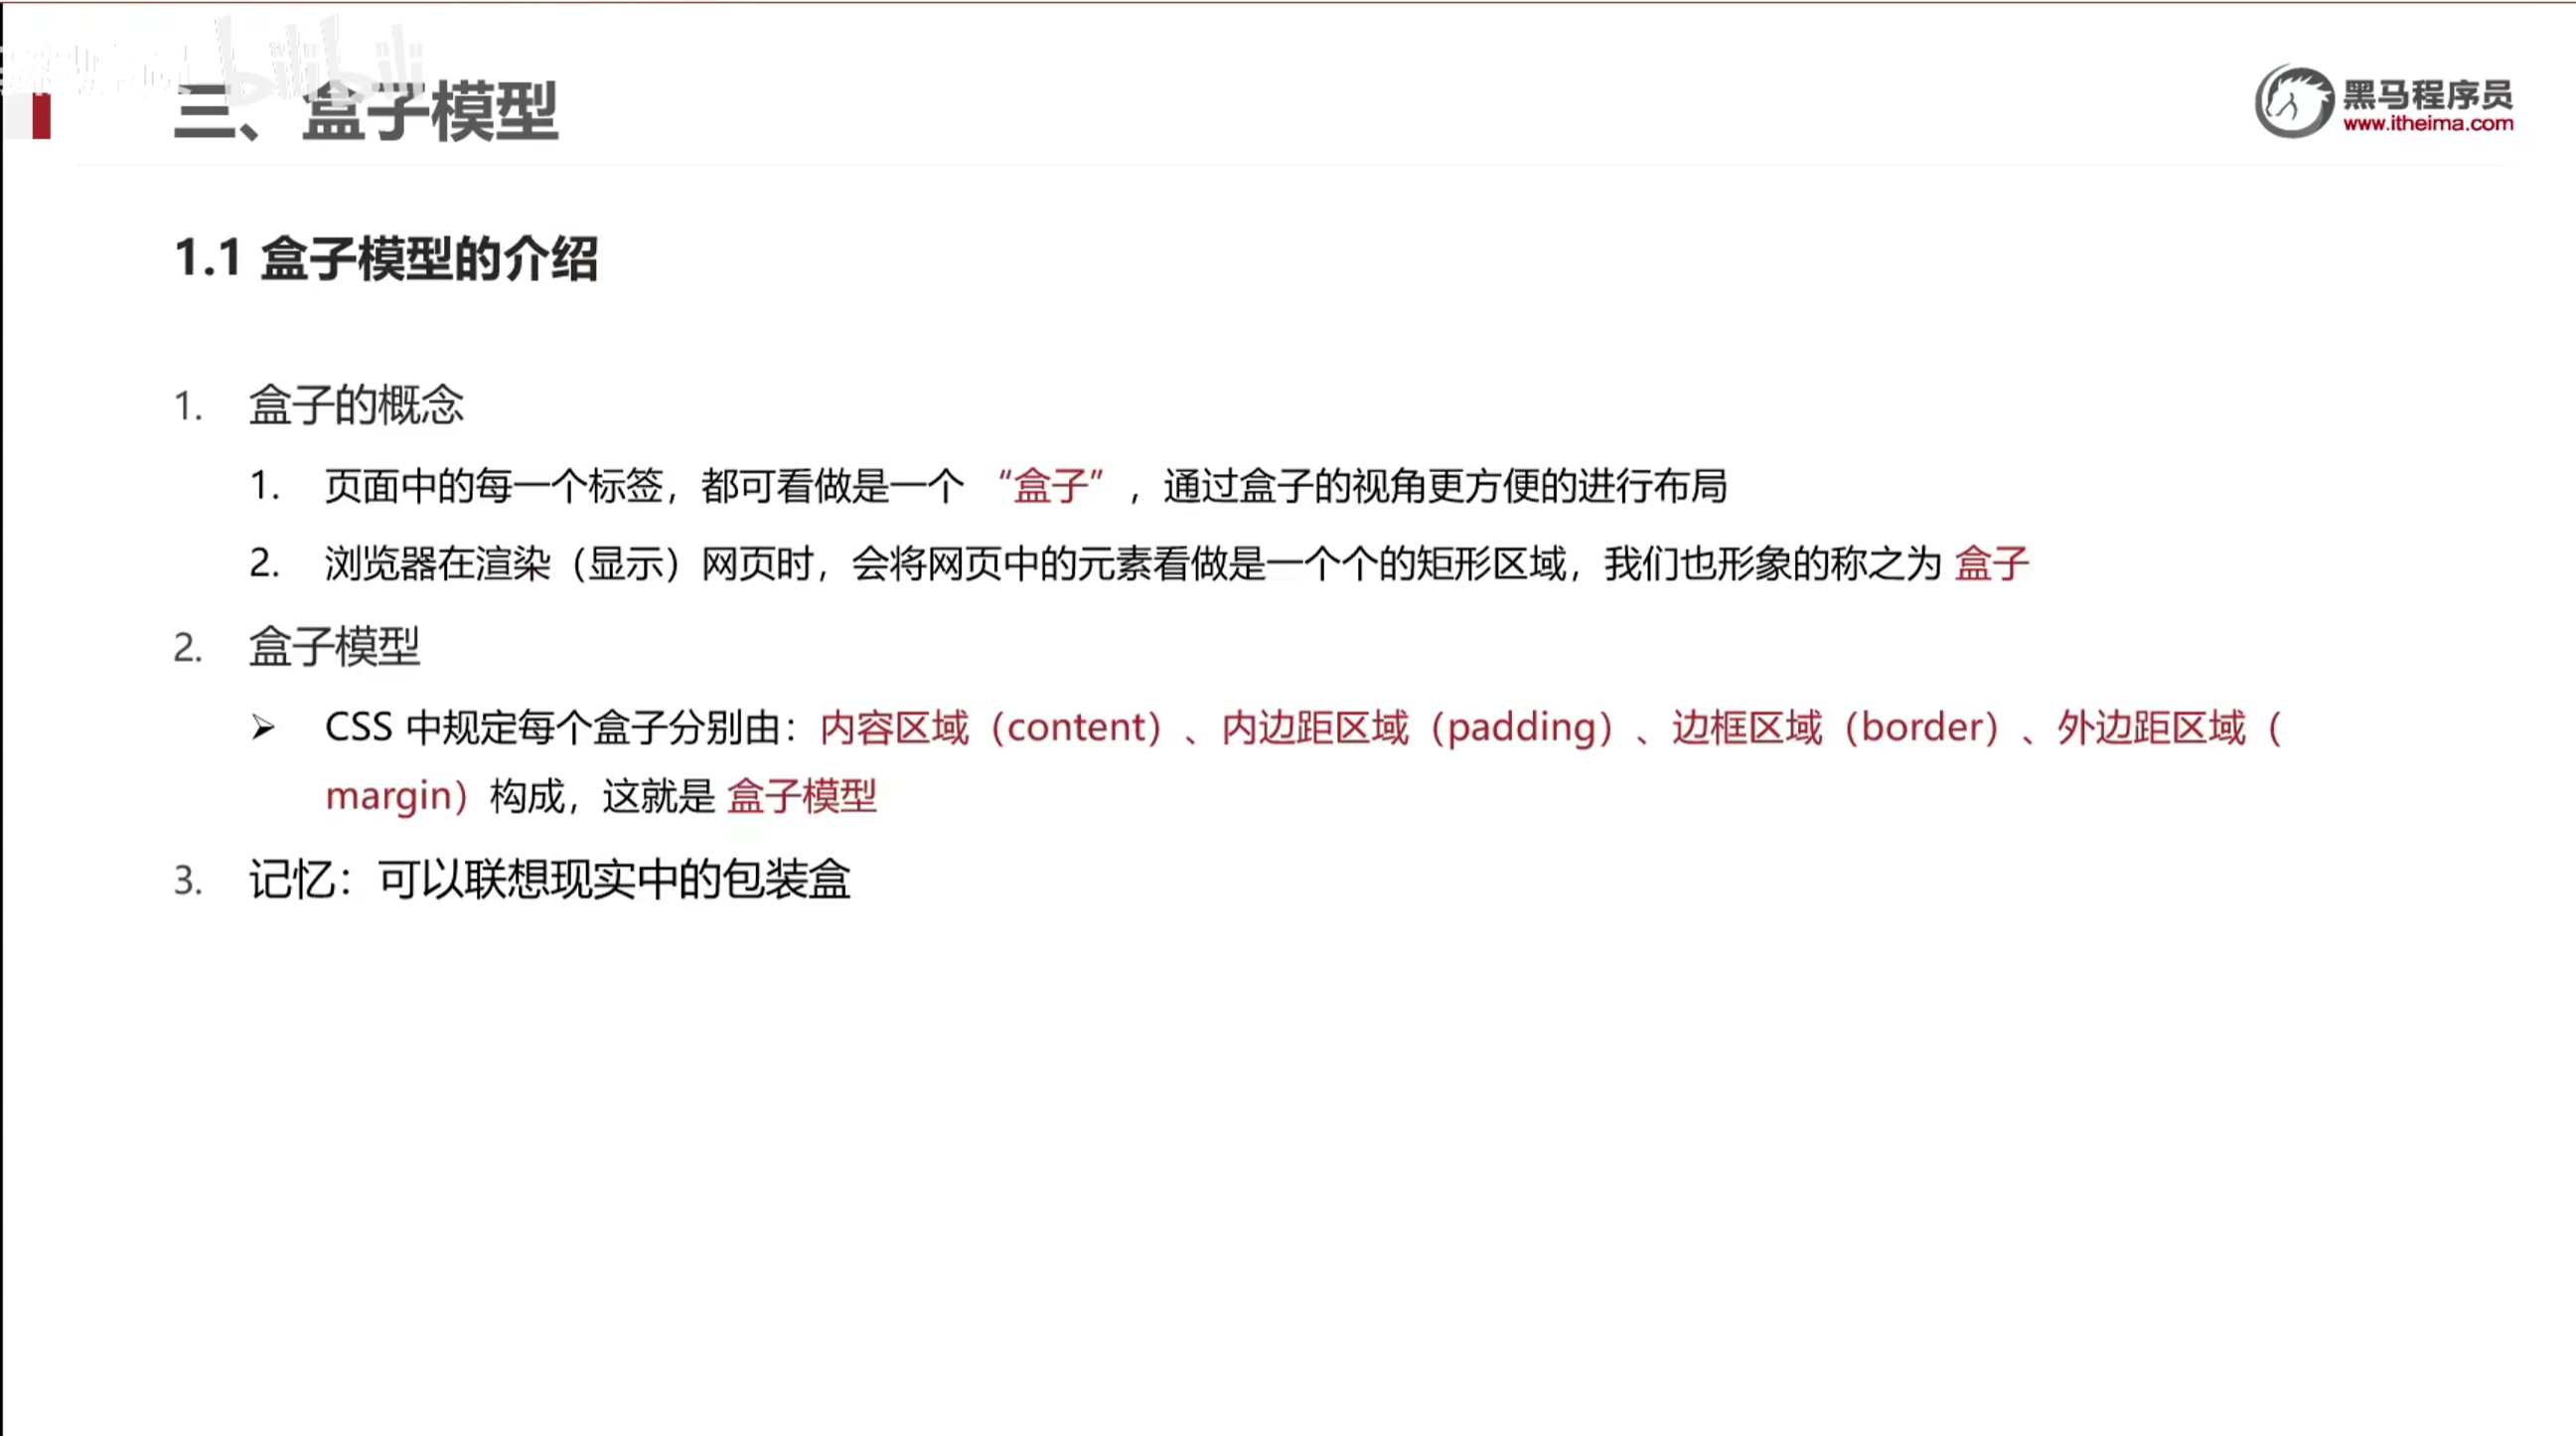 bilibili
三、盒子模型
黑马程序员
www.itheima.com
1.1 盒子模型的介绍
1. 盒子的概念
1. 页面中的每一个标签，都可看做是一个 “盒子” ，通过盒子的视角更方便的进行布局
2. 浏览器在渲染（显示）网页时，会将网页中的元素看做是一个个的矩形区域，我们也形象的称之为 盒子
2. 盒子模型
➢ CSS 中规定每个盒子分别由：内容区域（content）、内边距区域（padding）、边框区域（border）、外边距区域（
margin）构成，这就是 盒子模型
3. 记忆：可以联想现实中的包装盒